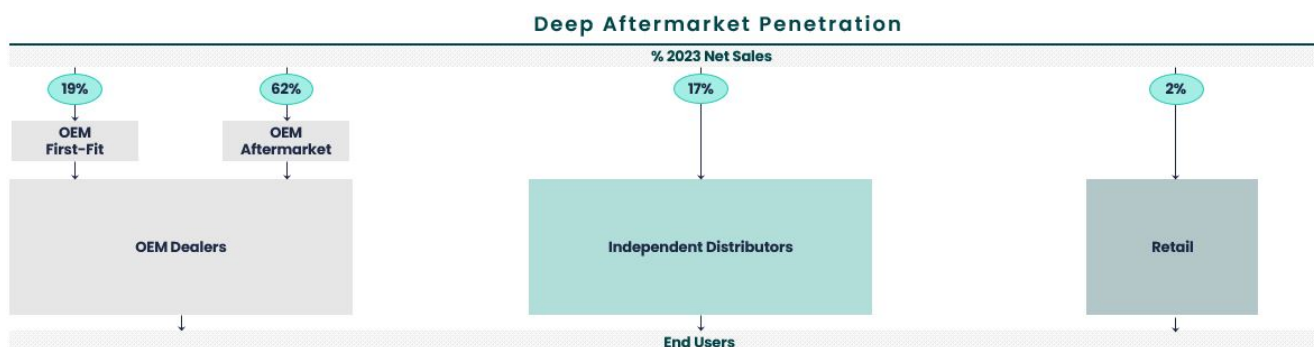 Deep Aftermarket Penetration
% 2023 Net Sales
19%
62%
17%
2%
OEM
First-Fit
OEM
Aftermarket
OEM Dealers
Independent Distributors
Retail
End Users